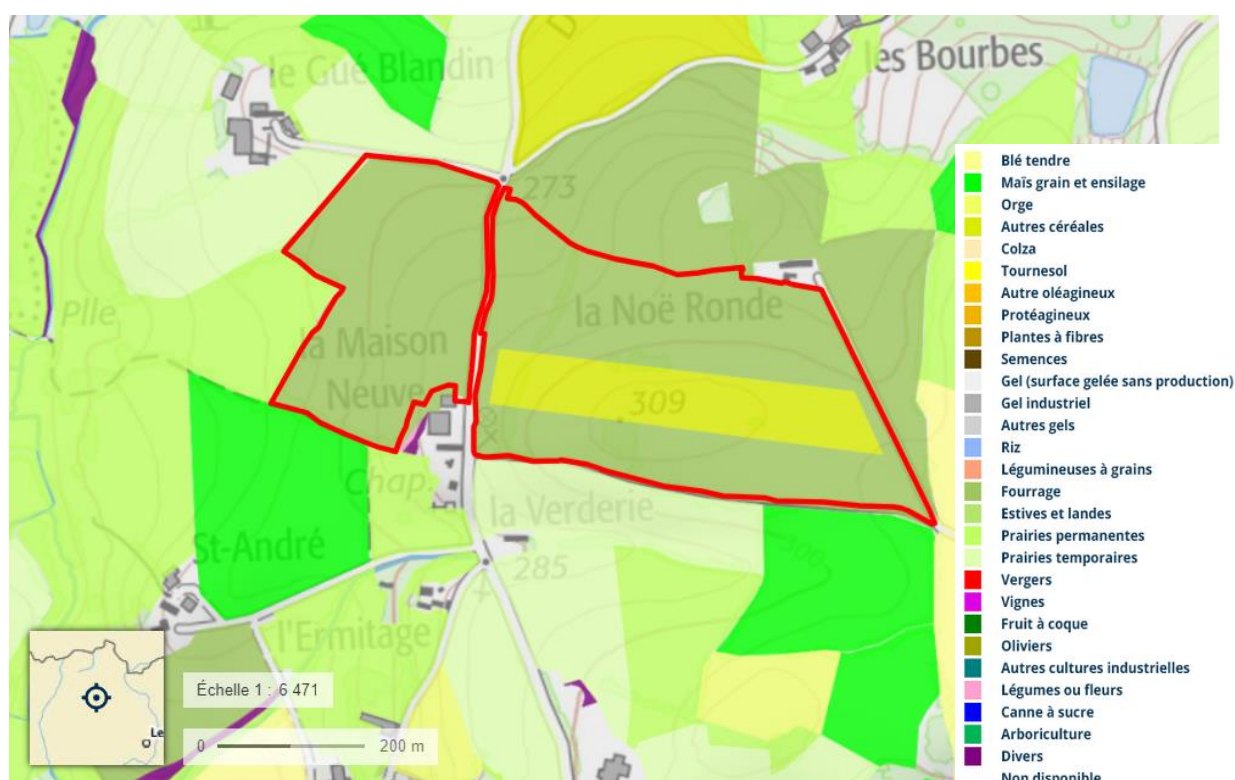 le Gué Blandin
les Bourbes
273
Plle
la Maison
Neuve
la Noë Ronde
309
Chap.
la Verderie
St-André
285
300
l'Ermitage
Blé tendre
Maïs grain et ensilage
Orge
Autres céréales
Colza
Tournesol
Autre oléagineux
Protéagineux
Plantes à fibres
Semences
Gel (surface gelée sans production)
Gel industriel
Autres gels
Riz
Légumineuses à grains
Fourrage
Estives et landes
Prairies permanentes
Prairies temporaires
Vergers
Vignes
Fruit à coque
Oliviers
Autres cultures industrielles
Légumes ou fleurs
Canne à sucre
Arboriculture
Divers
Non disponible
Le
Échelle 1 : 6 471
0 200 m